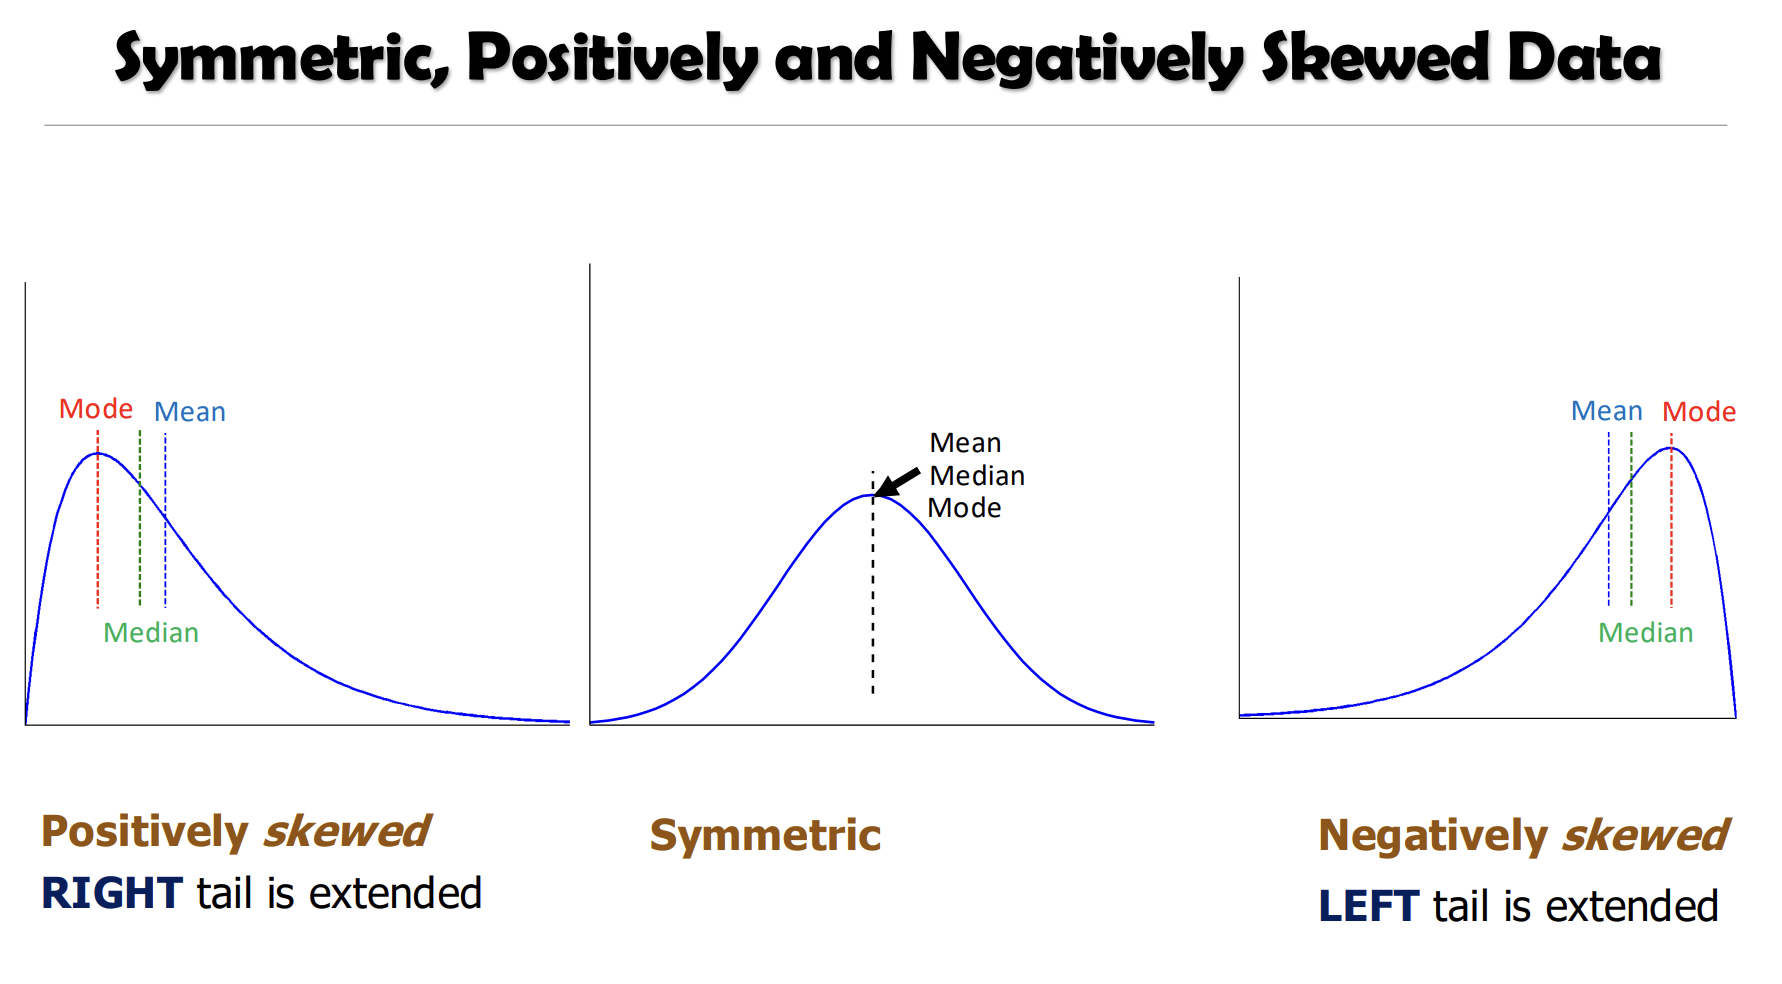 Symmetric, Positively and Negatively Skewed Data
Mode
Mean
Median
Mean
Median
Mode
Mean
Mode
Median
Positively skewed
RIGHT tail is extended
Symmetric
Negatively skewed
LEFT tail is extended